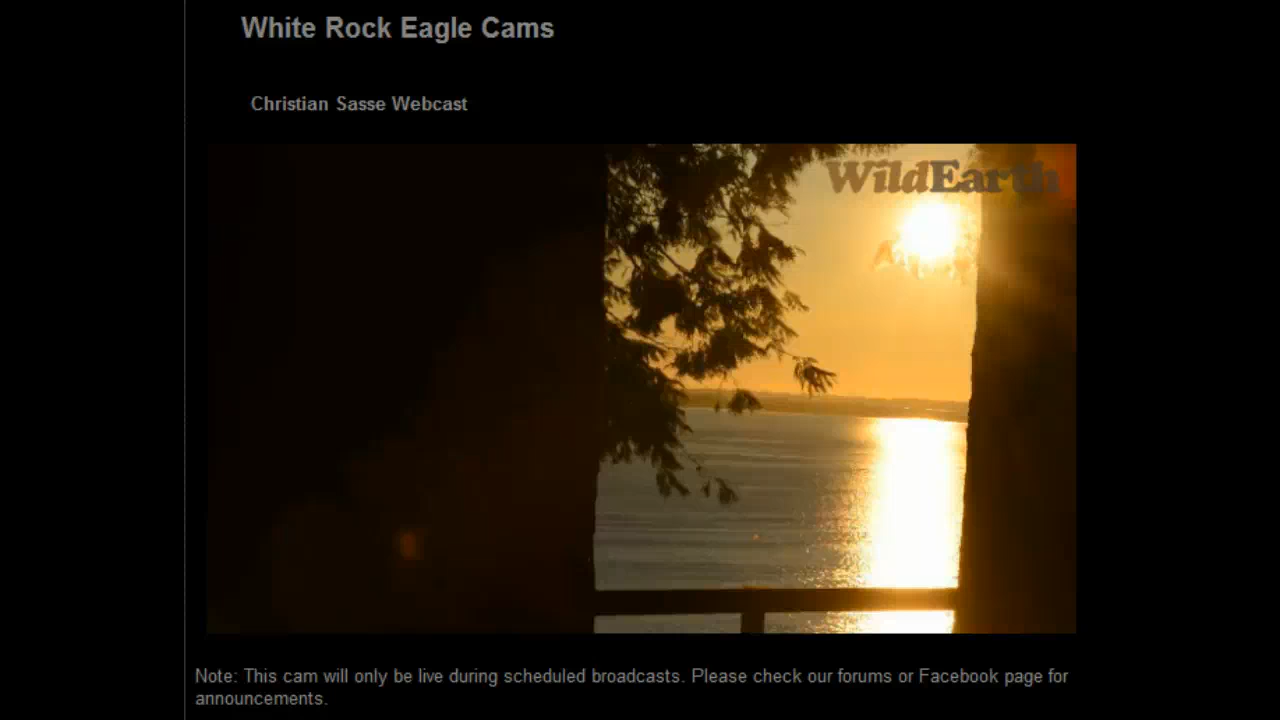 White Rock Eagle Cams
Christian Sasse Webcast
WildEarth
Note: This cam will only be live during scheduled broadcasts. Please check our forums or Facebook page for
announcements.